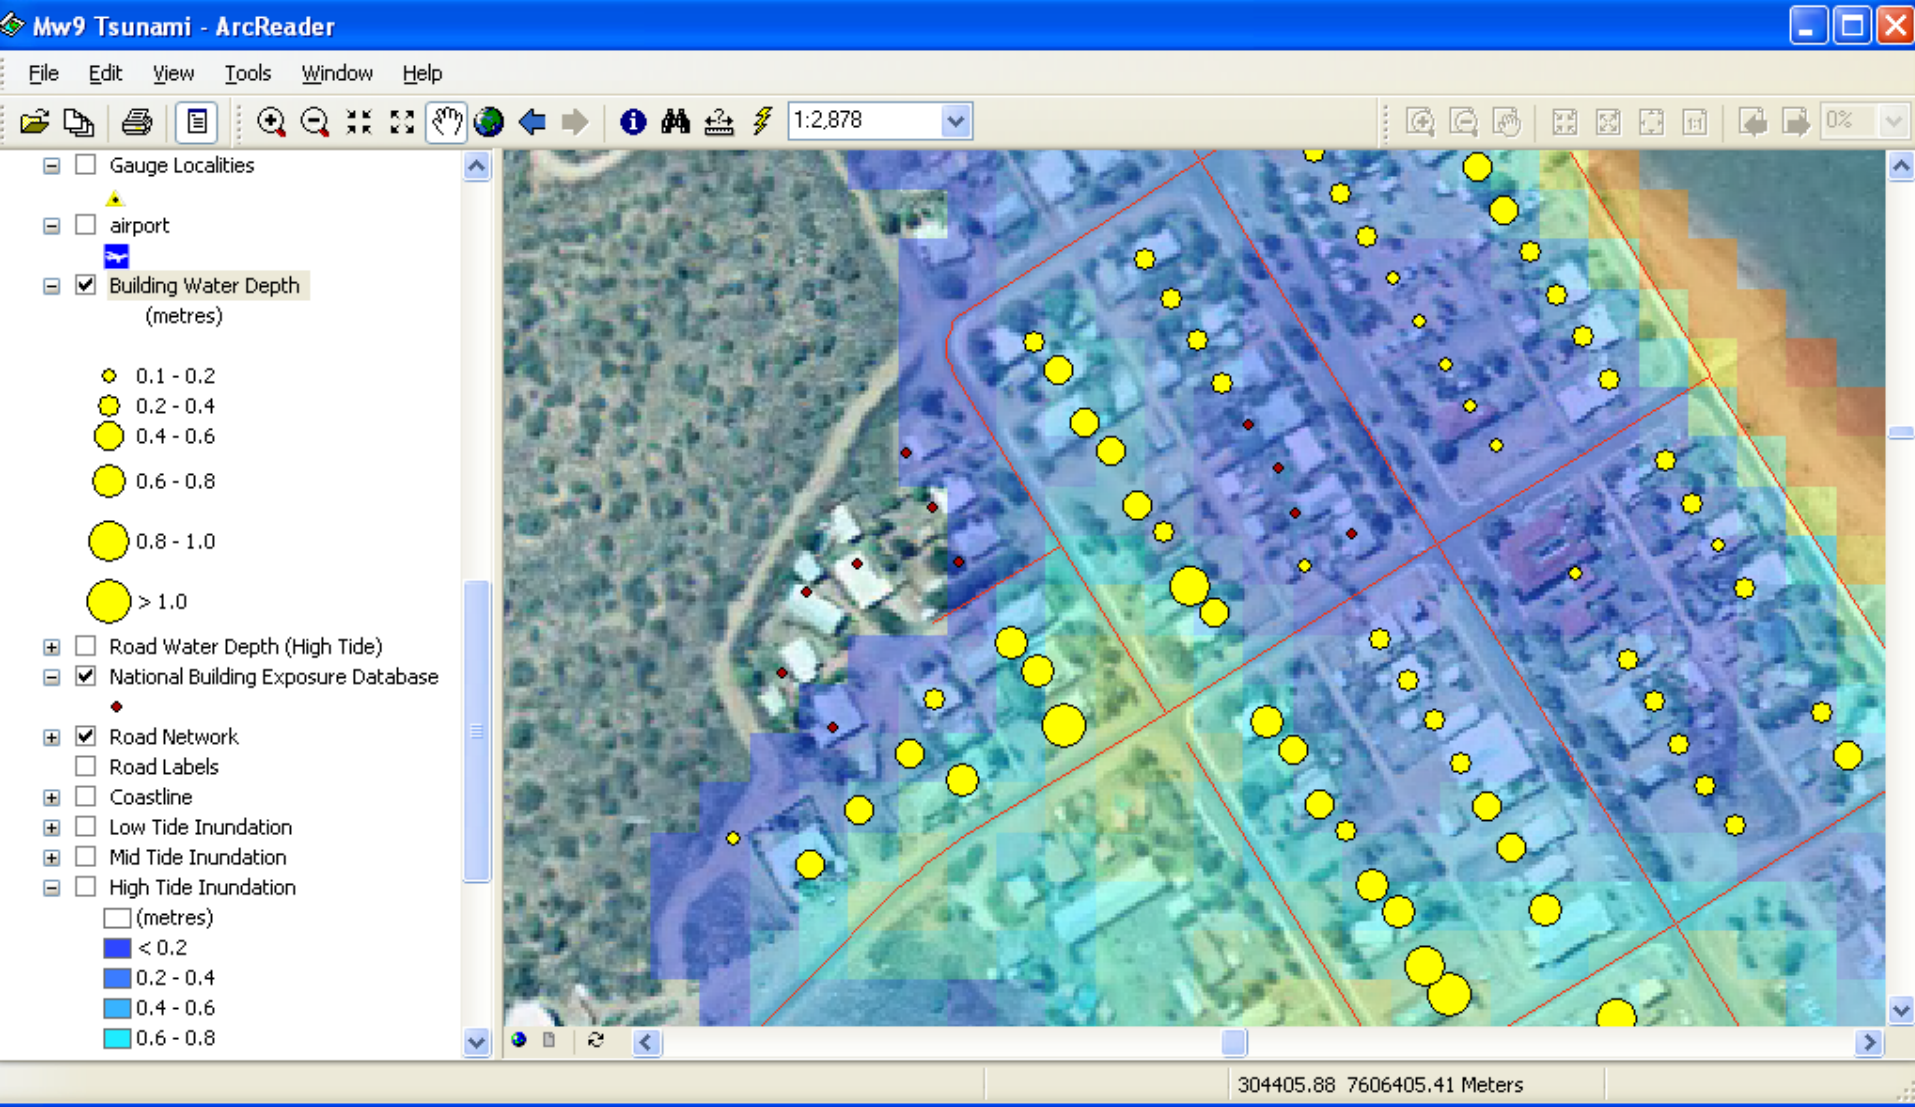 Mw9 Tsunami - ArcReader
File Edit View Tools Window Help
1:2,878
0%
1:1
Gauge Localities
airport
Building Water Depth
(metres)
0.1 - 0.2
0.2 - 0.4
0.4 - 0.6
0.6 - 0.8
0.8 - 1.0
> 1.0
Road Water Depth (High Tide)
National Building Exposure Database
Road Network
Road Labels
Coastline
Low Tide Inundation
Mid Tide Inundation
High Tide Inundation
(metres)
< 0.2
0.2 - 0.4
0.4 - 0.6
0.6 - 0.8
304405.88 7606405.41 Meters